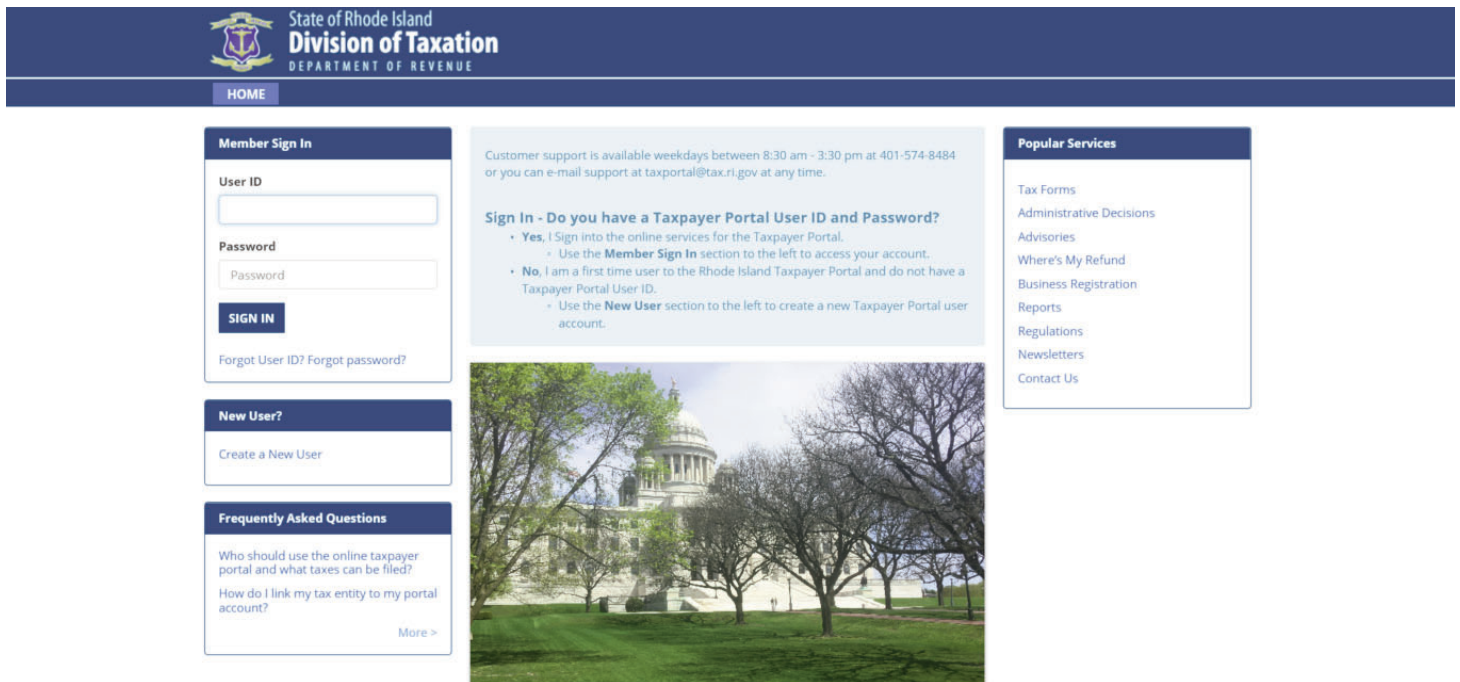 State of Rhode Island
Division of Taxation
DEPARTMENT OF REVENUE
HOME
Member Sign In
User ID
Password
Password
SIGN IN
Forgot User ID? Forgot password?
New User?
Create a New User
Frequently Asked Questions
Who should use the online taxpayer
portal and what taxes can be filed?
How do I link my tax entity to my portal
account?
More >
Customer support is available weekdays between 8:30 am - 3:30 pm at 401-574-8484
or you can e-mail support at taxportal@tax.ri.gov at any time.
Sign In - Do you have a Taxpayer Portal User ID and Password?
• Yes, I Sign into the online services for the Taxpayer Portal.
◦ Use the Member Sign In section to the left to access your account.
• No, I am a first time user to the Rhode Island Taxpayer Portal and do not have a
Taxpayer Portal User ID.
◦ Use the New User section to the left to create a new Taxpayer Portal user
account.
Popular Services
Tax Forms
Administrative Decisions
Advisories
Where's My Refund
Business Registration
Reports
Regulations
Newsletters
Contact Us